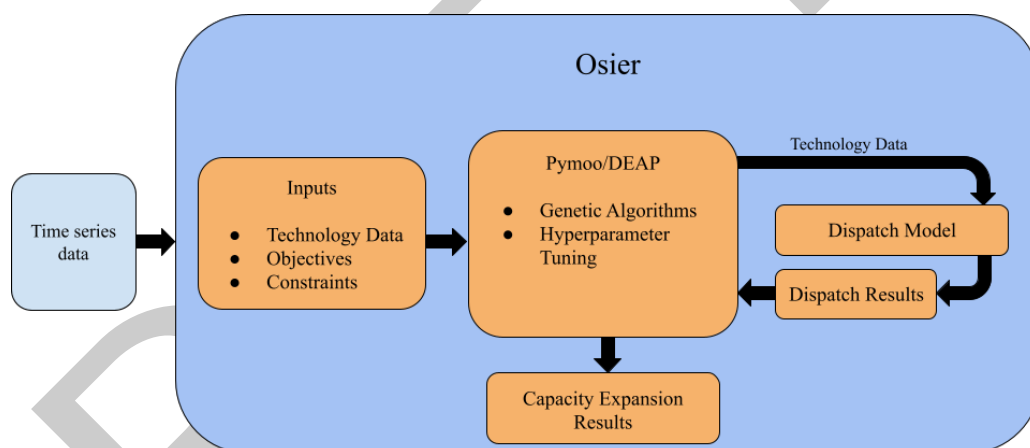 Osier
Technology Data
Pymoo/DEAP
Inputs
● Genetic Algorithms
● Hyperparameter
Tuning
Time series
data
● Technology Data
● Objectives
● Constraints
Dispatch Model
Dispatch Results
Capacity Expansion
Results